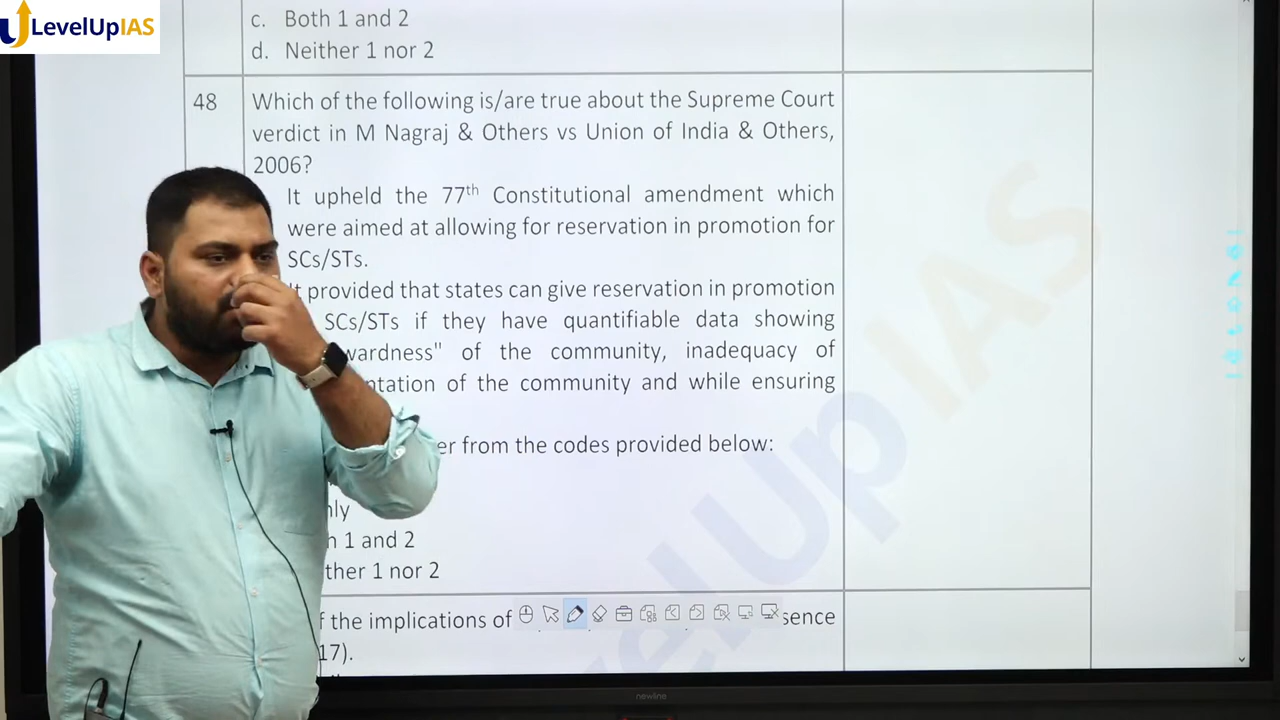 LevelUpIAS
c. Both 1 and 2
d. Neither 1 nor 2
48 Which of the following is/are true about the Supreme Court
verdict in M Nagraj & Others vs Union of India & Others,
2006?
It upheld the 77th Constitutional amendment which
were aimed at allowing for reservation in promotion for
SCs/STs.
It provided that states can give reservation in promotion
SCs/STs if they have quantifiable data showing
wardness" of the community, inadequacy of
ntation of the community and while ensuring
er from the codes provided below:
nly
h 1 and 2
ther 1 nor 2
f the implications of
sence
17).
LevelUpIAS
newline